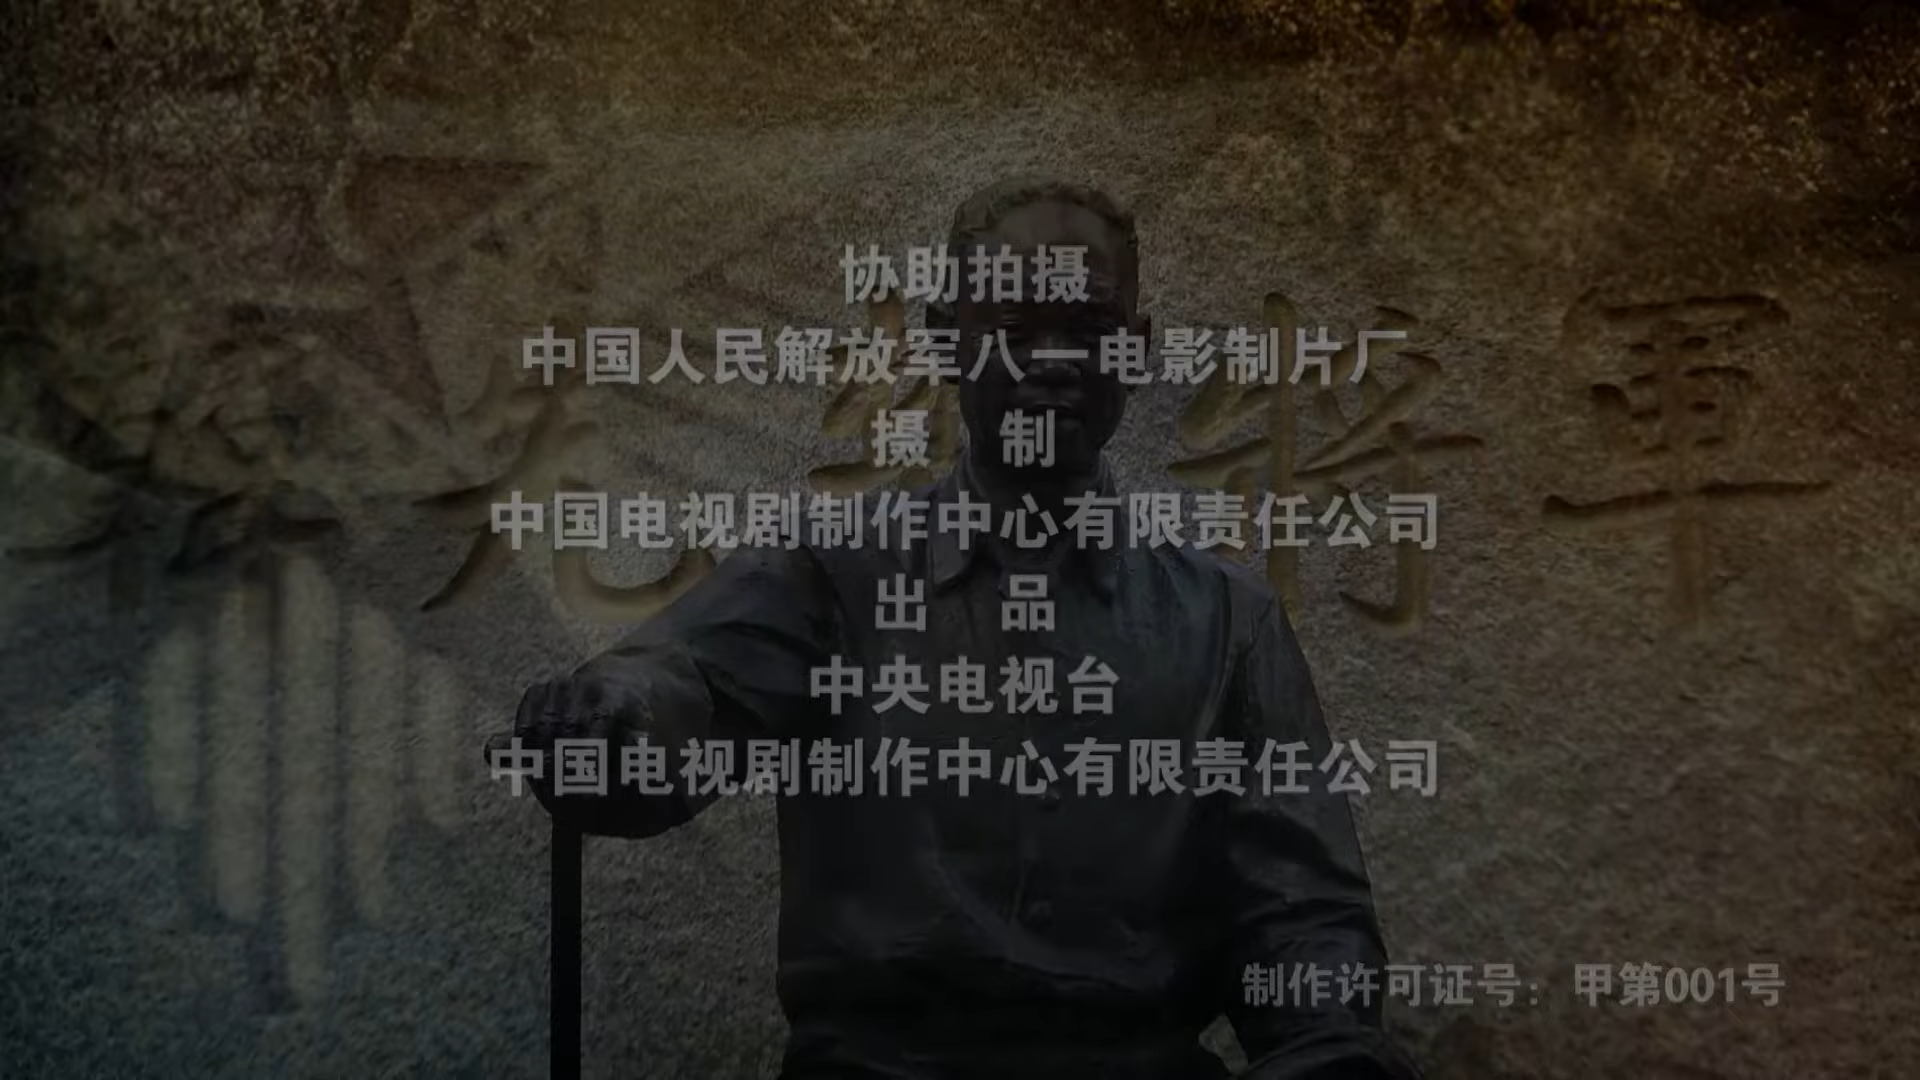 协助拍摄
中国人民解放军八一电影制片厂
摄 制
中国电视剧制作中心有限责任公司
出 品
中央电视台
中国电视剧制作中心有限责任公司
制作许可证号：甲第001号
將軍